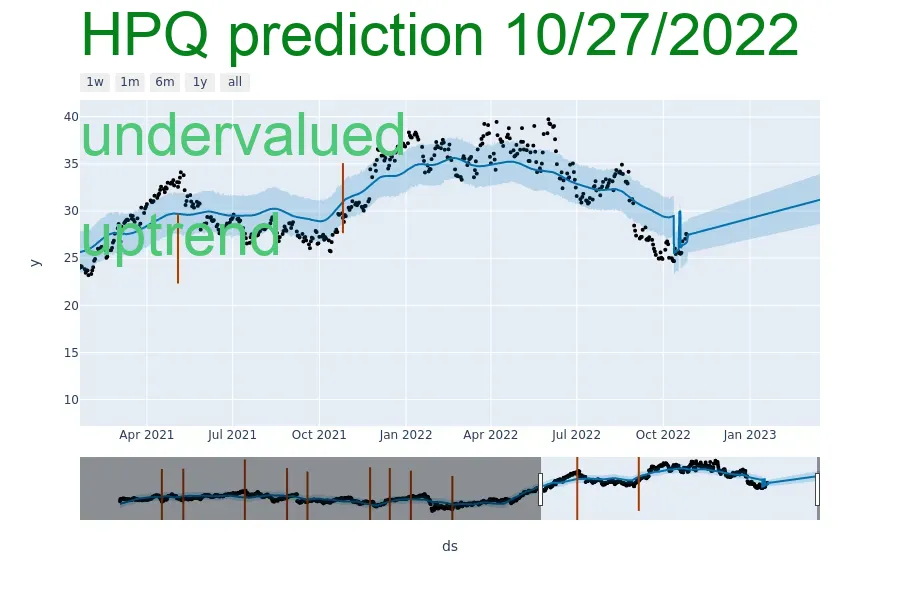 HPQ prediction 10/27/2022
1w 1m 6m 1y all
undervalued
uptrend
40
35
30
25
20
15
10
y
Apr 2021 Jul 2021 Oct 2021 Jan 2022 Apr 2022 Jul 2022 Oct 2022 Jan 2023
ds